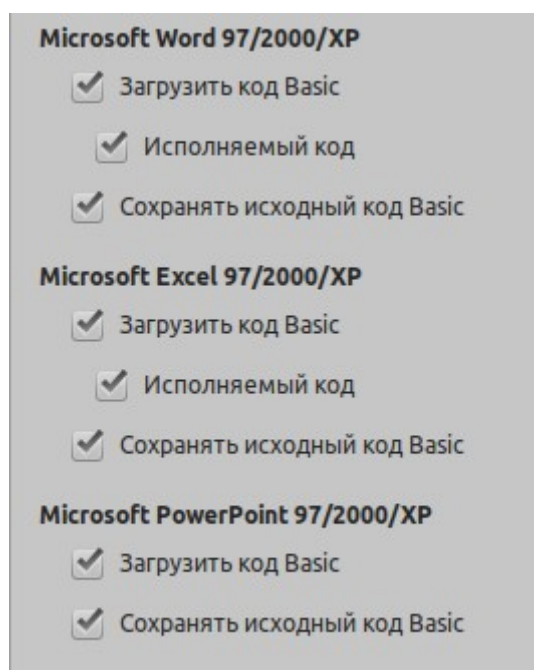 Microsoft Word 97/2000/XP
Загрузить код Basic
Исполняемый код
Сохранять исходный код Basic
Microsoft Excel 97/2000/XP
Загрузить код Basic
Исполняемый код
Сохранять исходный код Basic
Microsoft PowerPoint 97/2000/XP
Загрузить код Basic
Сохранять исходный код Basic